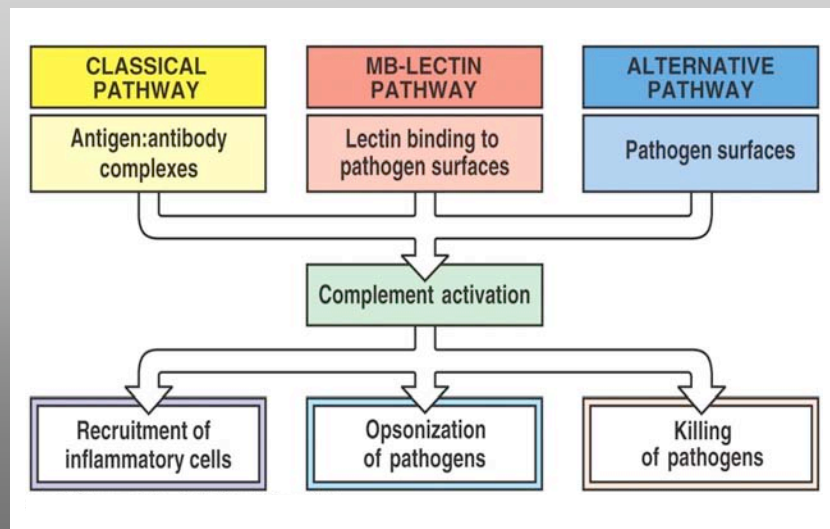 CLASSICAL
PATHWAY
MB-LECTIN
PATHWAY
ALTERNATIVE
PATHWAY
Antigen:antibody
complexes
Lectin binding to
pathogen surfaces
Pathogen surfaces
Complement activation
Recruitment of
inflammatory cells
Opsonization
of pathogens
Killing
of pathogens